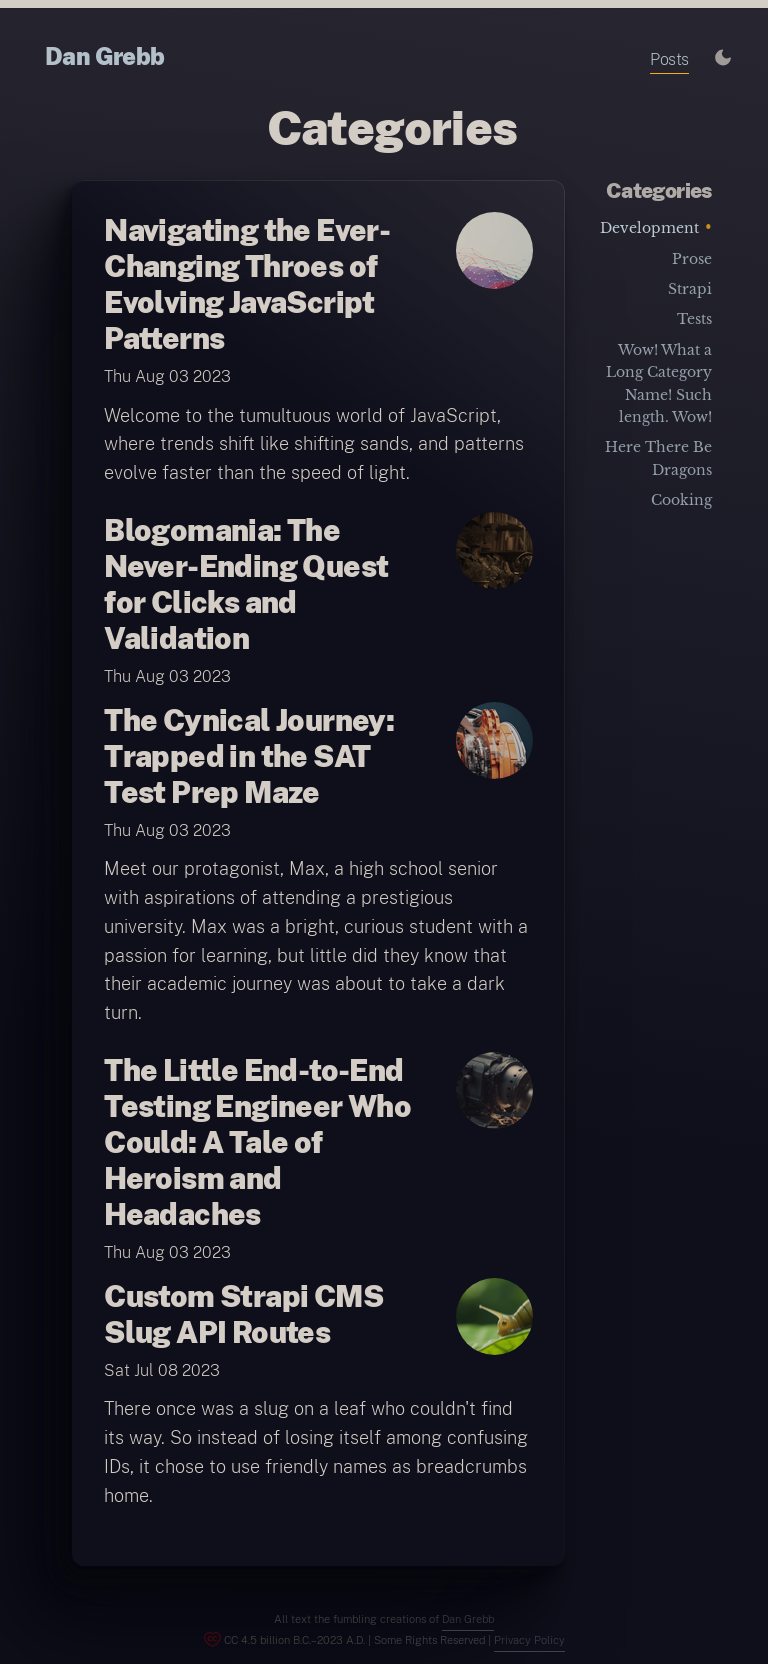 Dan Grebb
Posts
Categories
Navigating the Ever-
Changing Throes of
Evolving JavaScript
Patterns
Thu Aug 03 2023
Welcome to the tumultuous world of JavaScript,
where trends shift like shifting sands, and patterns
evolve faster than the speed of light.
Blogomania: The
Never-Ending Quest
for Clicks and
Validation
Thu Aug 03 2023
The Cynical Journey:
Trapped in the SAT
Test Prep Maze
Thu Aug 03 2023
Meet our protagonist, Max, a high school senior
with aspirations of attending a prestigious
university. Max was a bright, curious student with a
passion for learning, but little did they know that
their academic journey was about to take a dark
turn.
The Little End-to-End
Testing Engineer Who
Could: A Tale of
Heroism and
Headaches
Thu Aug 03 2023
Custom Strapi CMS
Slug API Routes
Sat Jul 08 2023
There once was a slug on a leaf who couldn't find
its way. So instead of losing itself among confusing
IDs, it chose to use friendly names as breadcrumbs
home.
Categories
Development •
Prose
Strapi
Tests
Wow! What a
Long Category
Name! Such
length. Wow!
Here There Be
Dragons
Cooking
All text the fumbling creations of Dan Grebb
CC 4.5 billion B.C.–2023 A.D. | Some Rights Reserved | Privacy Policy